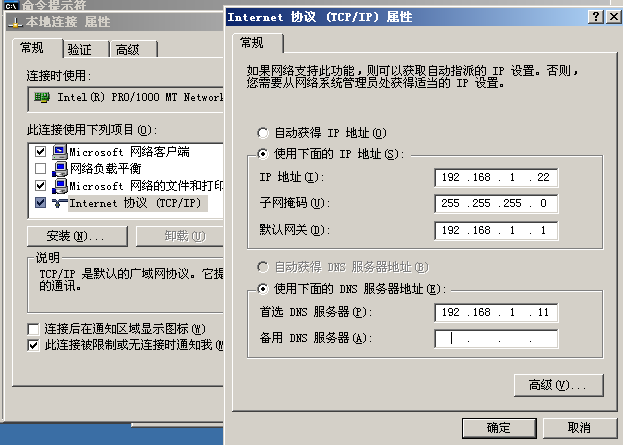 命令提示符
本地连接 属性
常规
验证
高级
连接时使用:
Intel(R) PRO/1000 MT Network
此连接使用下列项目(O):
Microsoft 网络客户端
网络负载平衡
Microsoft 网络的文件和打印
Internet 协议 (TCP/IP)
安装(N)...
卸载(U)
说明
TCP/IP 是默认的广域网协议。它提
的通讯。
连接后在通知区域显示图标(W)
此连接被限制或无连接时通知我(M
Internet 协议 (TCP/IP) 属性
常规
如果网络支持此功能，则可以获取自动指派的 IP 设置。否则，
您需要从网络系统管理员处获得适当的 IP 设置。
自动获得 IP 地址(O)
使用下面的 IP 地址(S):
IP 地址(I):
192 .168 . 1 . 22
子网掩码(U):
255 .255 .255 . 0
默认网关(D):
192 .168 . 1 . 1
自动获得 DNS 服务器地址(B)
使用下面的 DNS 服务器地址(E):
首选 DNS 服务器(P):
192 .168 . 1 . 11
备用 DNS 服务器(A):
. . .
高级(V)...
确定
取消